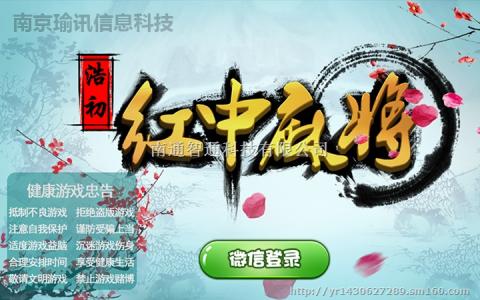 南京瑜讯信息科技
浩初
红中麻将
南通智通科技有限公司
健康游戏忠告
抵制不良游戏 拒绝盗版游戏
注意自我保护 谨防受骗上当
适度游戏益脑 沉迷游戏伤身
合理安排时间 享受健康生活
敬请文明游戏 禁止游戏赌博
微信登录
http://yr1430627289.sm160.com